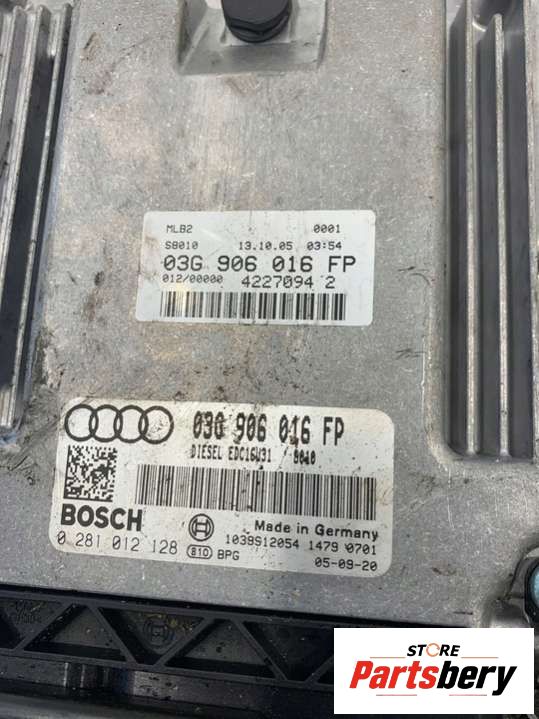 MLB2 0001
S8010 13.10.05 03:54
03G 906 016 FP
012/00000 4227094 2
03G 906 016 FP
DIESEL EDC16U31 8010
BOSCH
Made in Germany
1039S12054 1479 0701
0 281 012 128 810 BPG
05-09-20
STORE
Partsbery